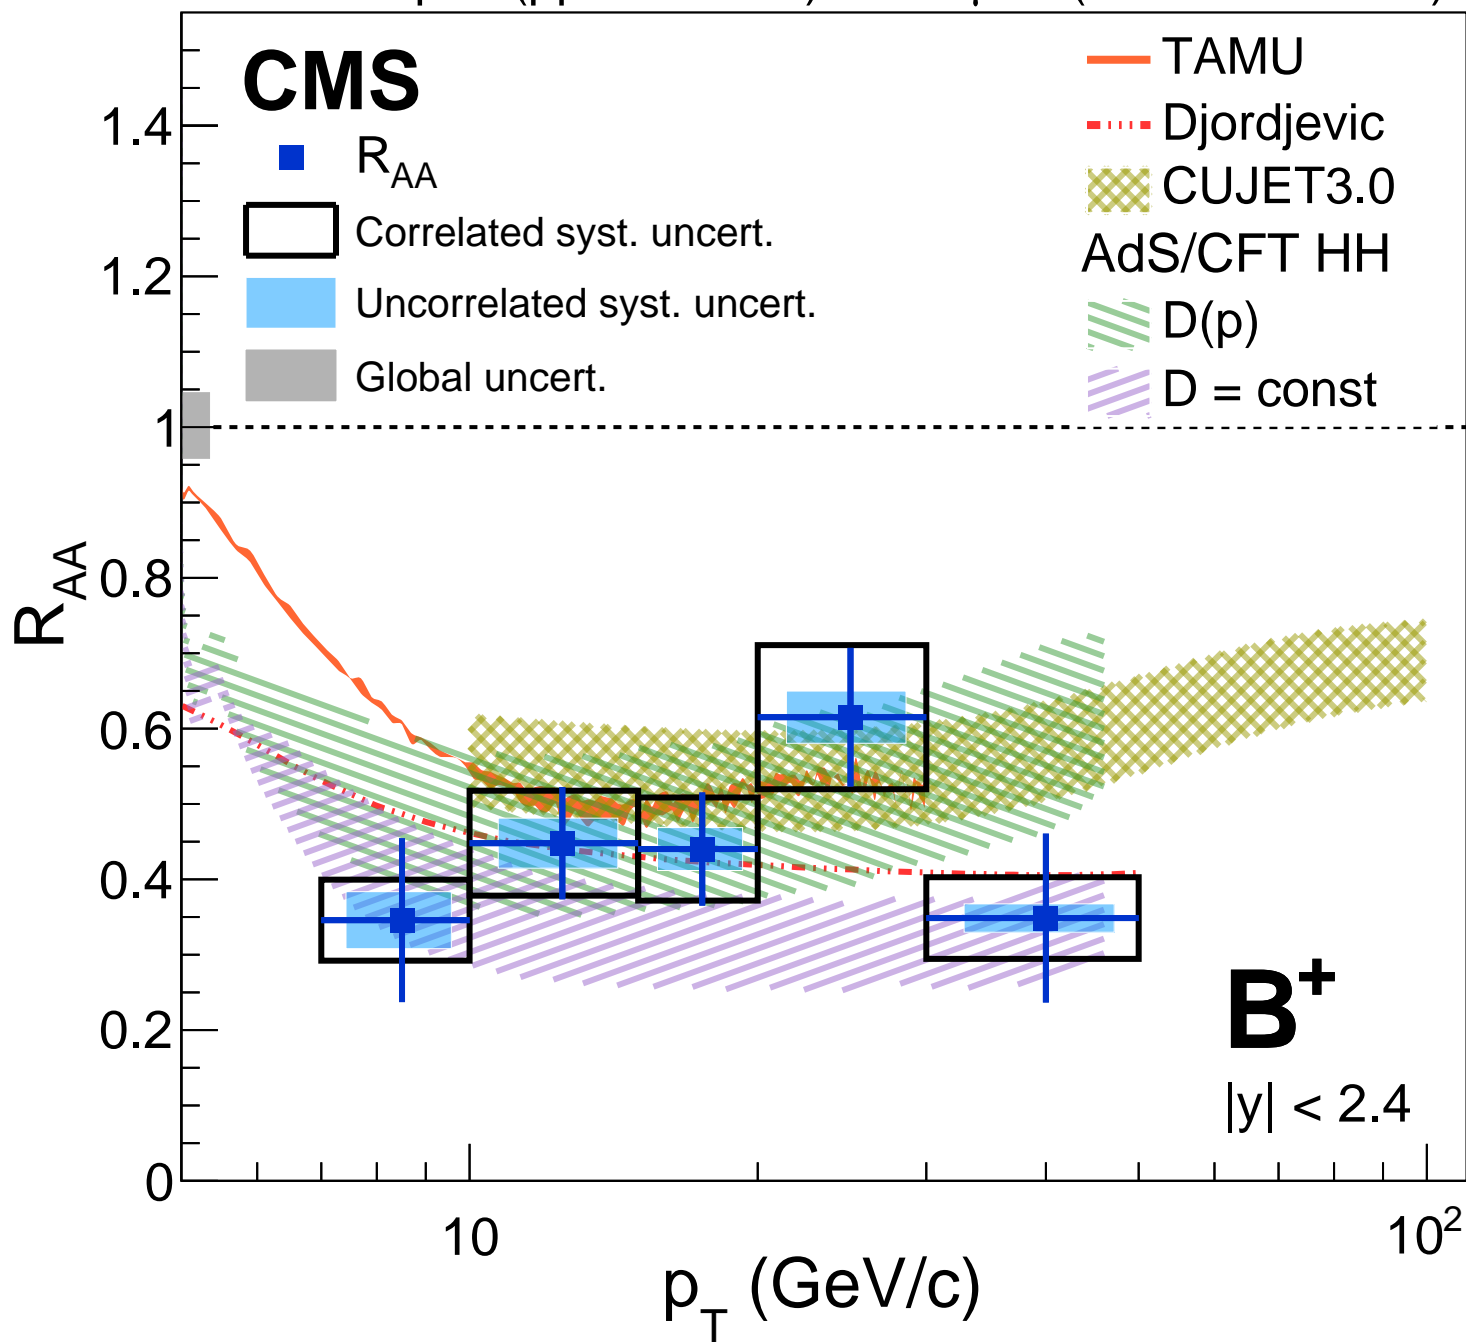 CMS
R_AA
Correlated syst. uncert.
Uncorrelated syst. uncert.
Global uncert.
TAMU
Djordjevic
CUJET3.0
AdS/CFT HH
D(p)
D = const
1.4
1.2
1
0.8
0.6
0.4
0.2
0
R_AA
B⁺
|y| < 2.4
10
10²
p_T (GeV/c)